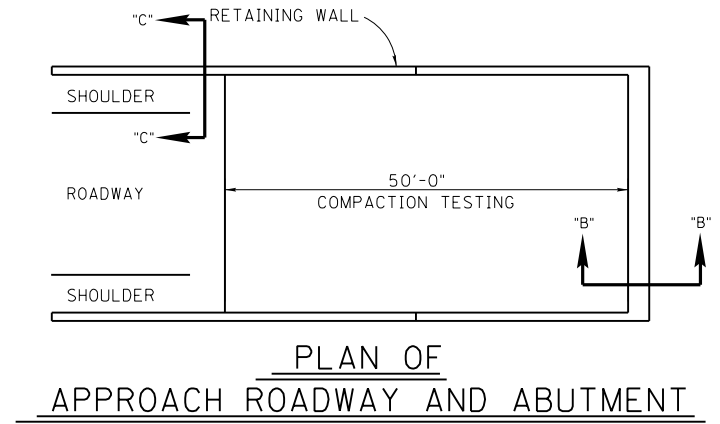 "C"
RETAINING WALL
SHOULDER
"C"
ROADWAY
50'-0"
COMPACTION TESTING
"B"
"B"
SHOULDER
PLAN OF
APPROACH ROADWAY AND ABUTMENT